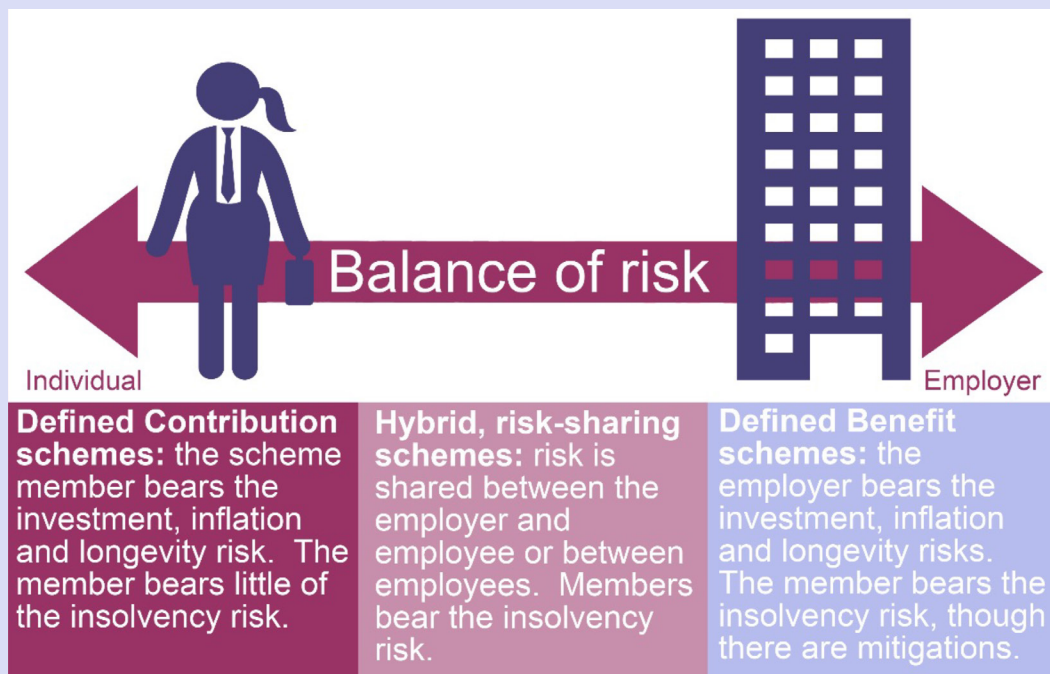 Balance of risk
Individual
Employer
Defined Contribution
schemes: the scheme
member bears the
investment, inflation
and longevity risk.  The
member bears little of
the insolvency risk.
Hybrid, risk-sharing
schemes: risk is
shared between the
employer and
employee or between
employees.  Members
bear the insolvency
risk.
Defined Benefit
schemes: the
employer bears the
investment, inflation
and longevity risks.
The member bears the
insolvency risk, though
there are mitigations.